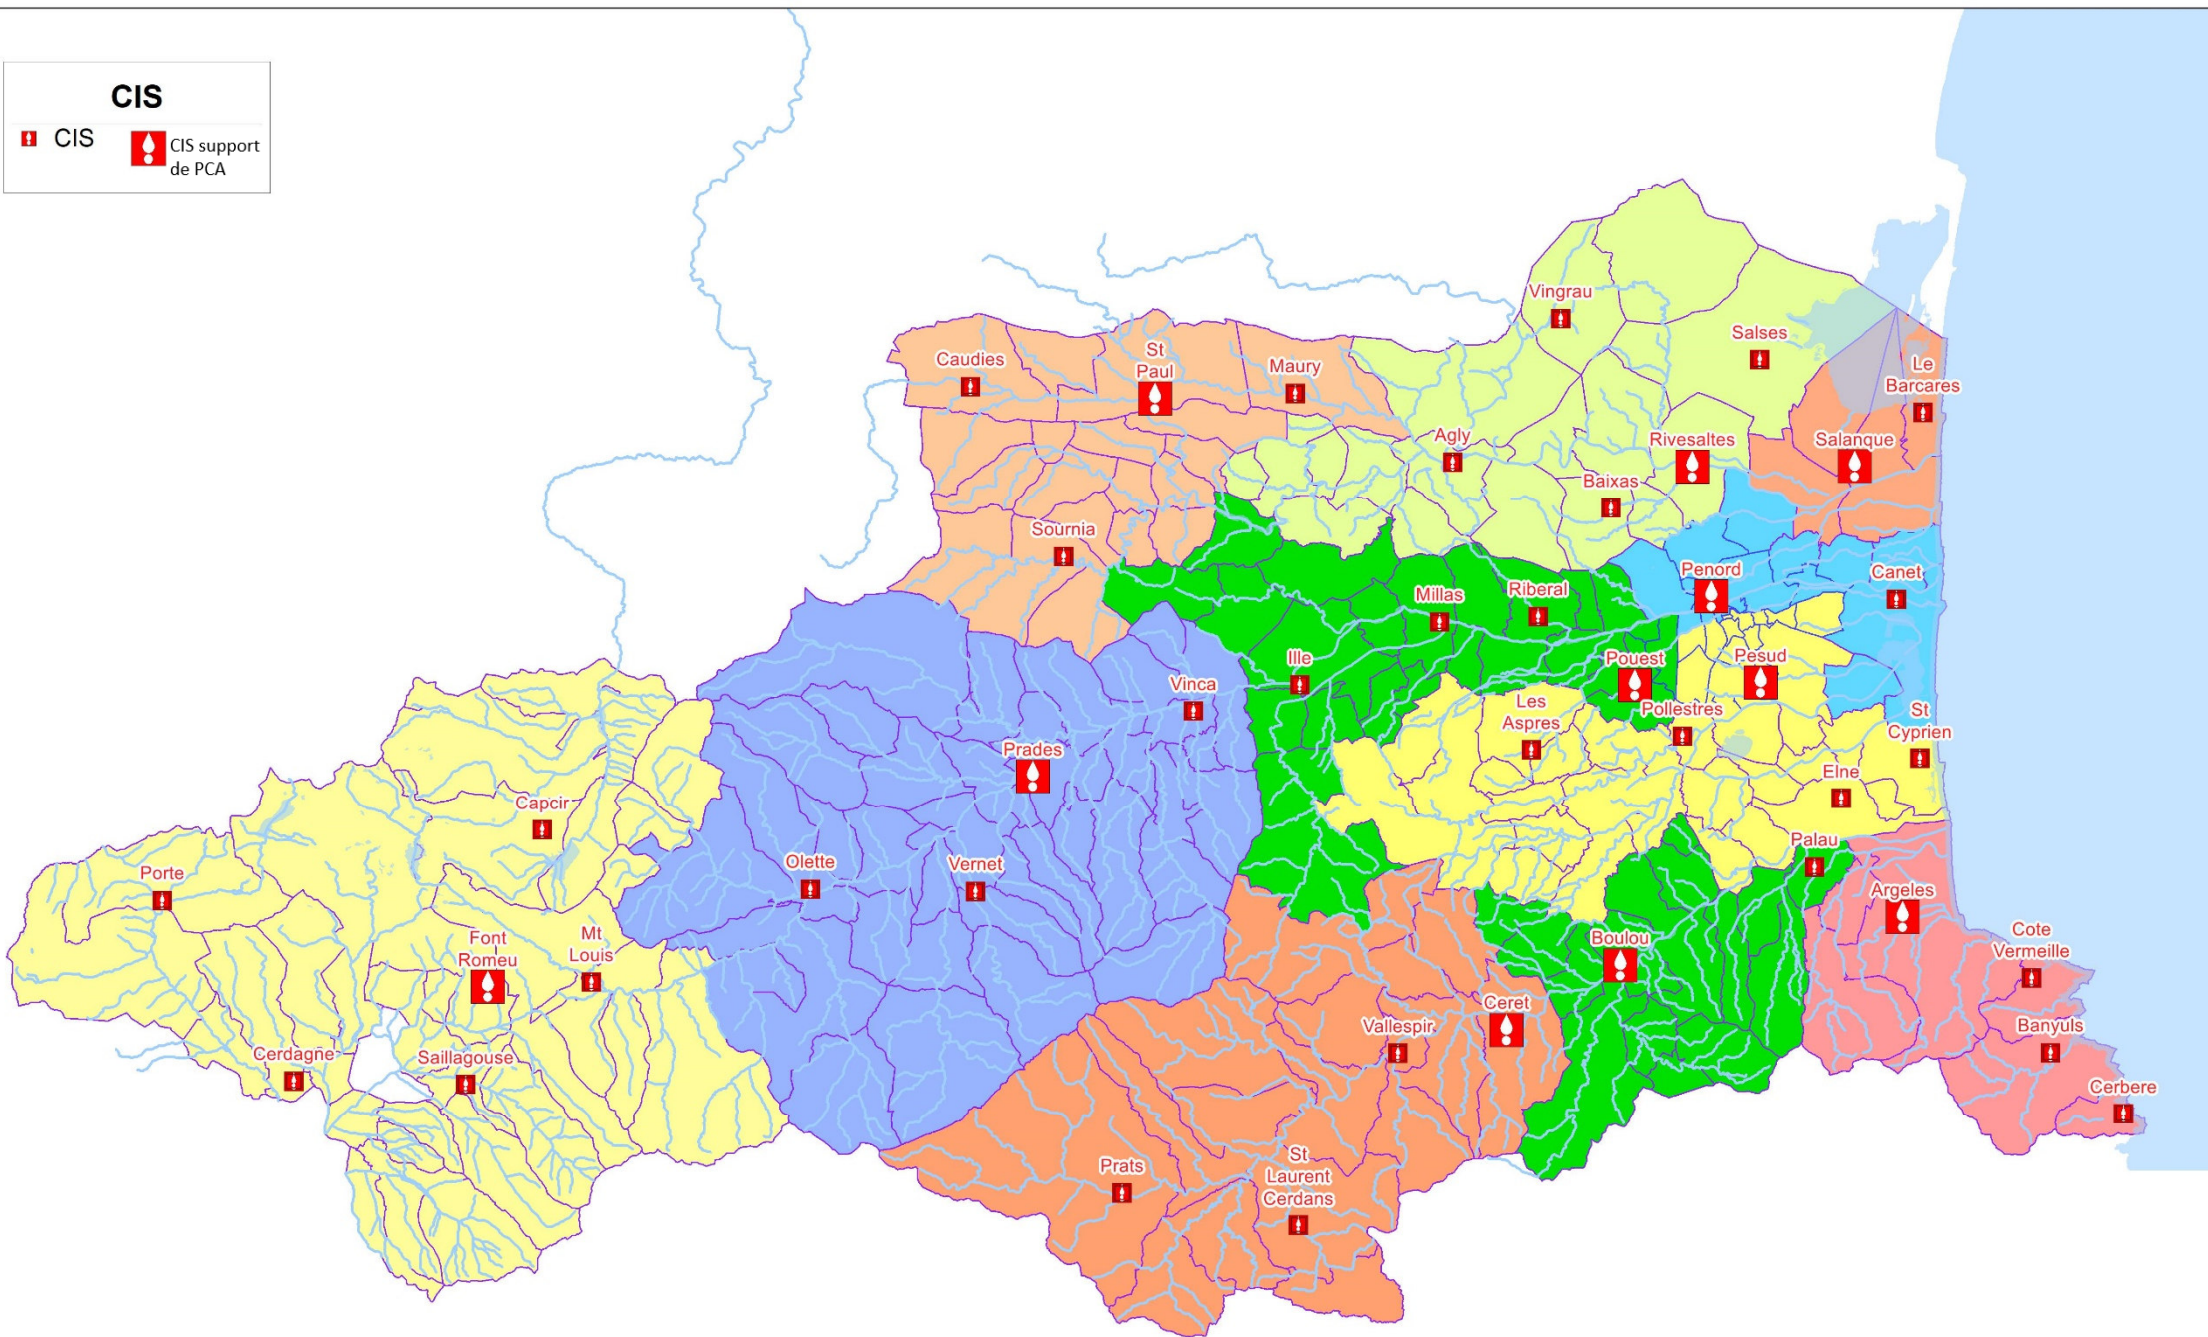 CIS
CIS
CIS support
de PCA
Vingrau
Salses
Caudies
St
Paul
Maury
Le
Barcares
Agly
Rivesaltes
Salanque
Baixas
Sournia
Penord
Canet
Millas
Riberal
Ille
Pouest
Pesud
Vinca
Les
Aspres
Pollestres
St
Cyprien
Prades
Elne
Capcir
Palau
Porte
Olette
Vernet
Argeles
Font
Romeu
Mt
Louis
Boulou
Cote
Vermeille
Ceret
Vallespir
Banyuls
Cerdagne
Saillagouse
Cerbere
Prats
St
Laurent
Cerdans